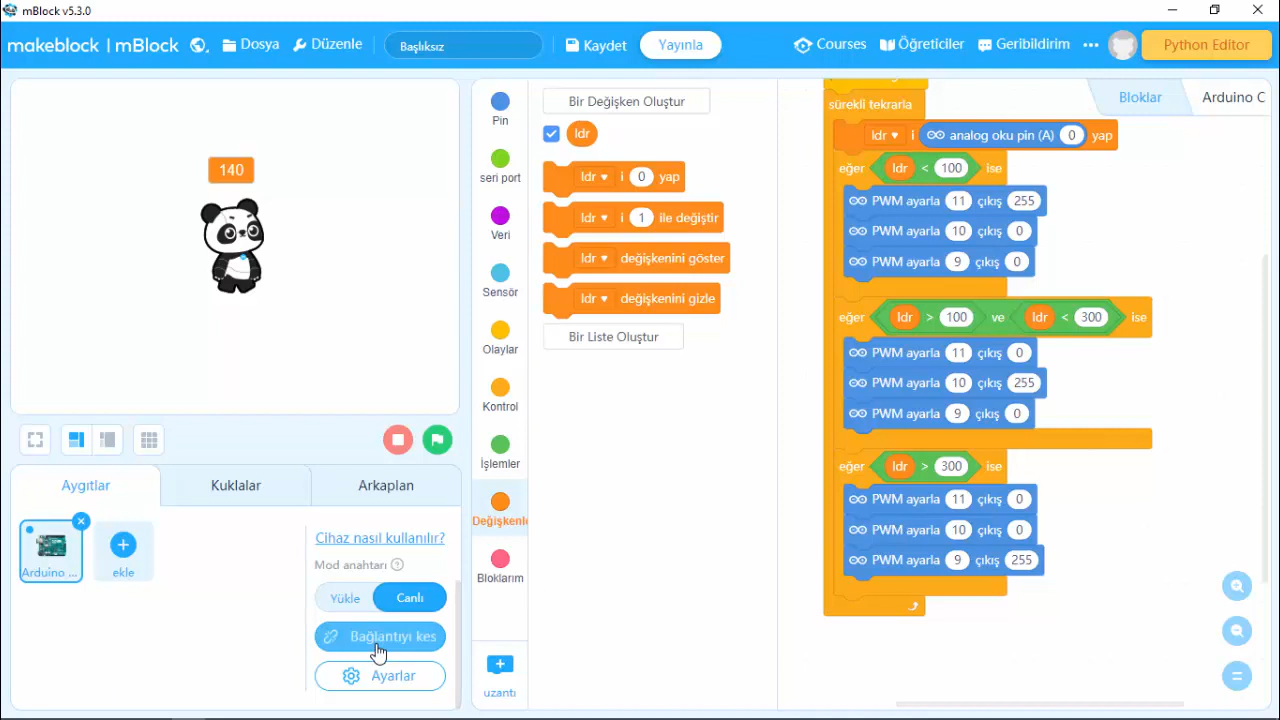 mBlock v5.3.0
makeblock | mBlock
Dosya
Düzenle
Başlıksız
Kaydet
Yayınla
Courses
Öğreticiler
Geribildirim
Python Editor
140
Aygıtlar
Kuklalar
Arkaplan
Arduino ...
ekle
Cihaz nasıl kullanılır?
Mod anahtarı ?
Yükle
Canlı
Bağlantıyı kes
Ayarlar
Pin
seri port
Veri
Sensör
Olaylar
Kontrol
İşlemler
Değişkenle
Bloklarım
uzantı
Bir Değişken Oluştur
ldr
ldr i 0 yap
ldr i 1 ile değiştir
ldr değişkenini göster
ldr değişkenini gizle
Bir Liste Oluştur
Bloklar
Arduino C
sürekli tekrarla
ldr i analog oku pin (A) 0 yap
eğer ldr < 100 ise
PWM ayarla 11 çıkış 255
PWM ayarla 10 çıkış 0
PWM ayarla 9 çıkış 0
eğer ldr > 100 ve ldr < 300 ise
PWM ayarla 11 çıkış 0
PWM ayarla 10 çıkış 255
PWM ayarla 9 çıkış 0
eğer ldr > 300 ise
PWM ayarla 11 çıkış 0
PWM ayarla 10 çıkış 0
PWM ayarla 9 çıkış 255